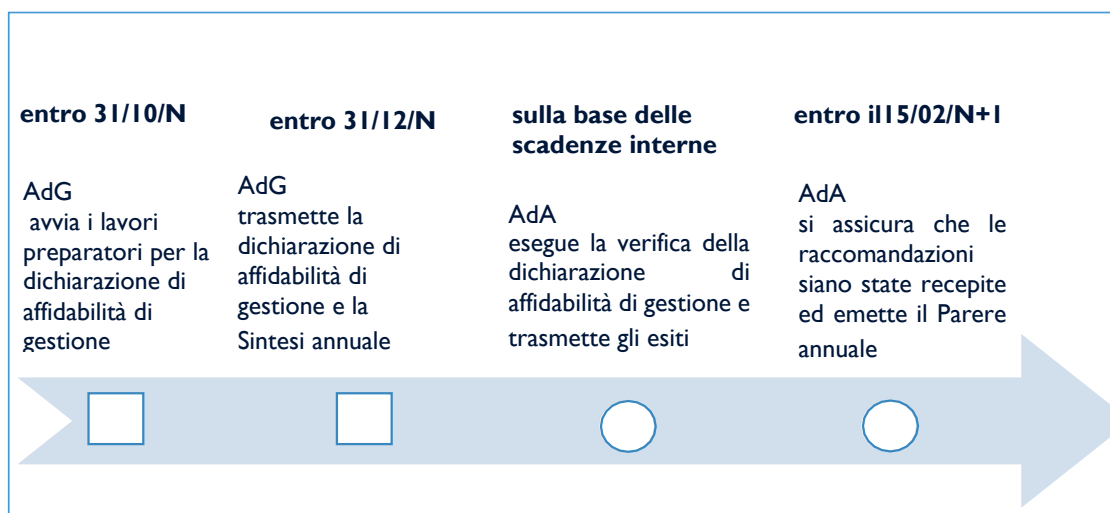 entro 31/10/N
AdG
avvia i lavori
preparatori per la
dichiarazione di
affidabilità di
gestione
entro 31/12/N
AdG
trasmette la
dichiarazione di
affidabilità di
gestione e la
Sintesi annuale
sulla base delle
scadenze interne
AdA
esegue la verifica della
dichiarazione di
affidabilità di gestione e
trasmette gli esiti
entro il15/02/N+1
AdA
si assicura che le
raccomandazioni
siano state recepite
ed emette il Parere
annuale